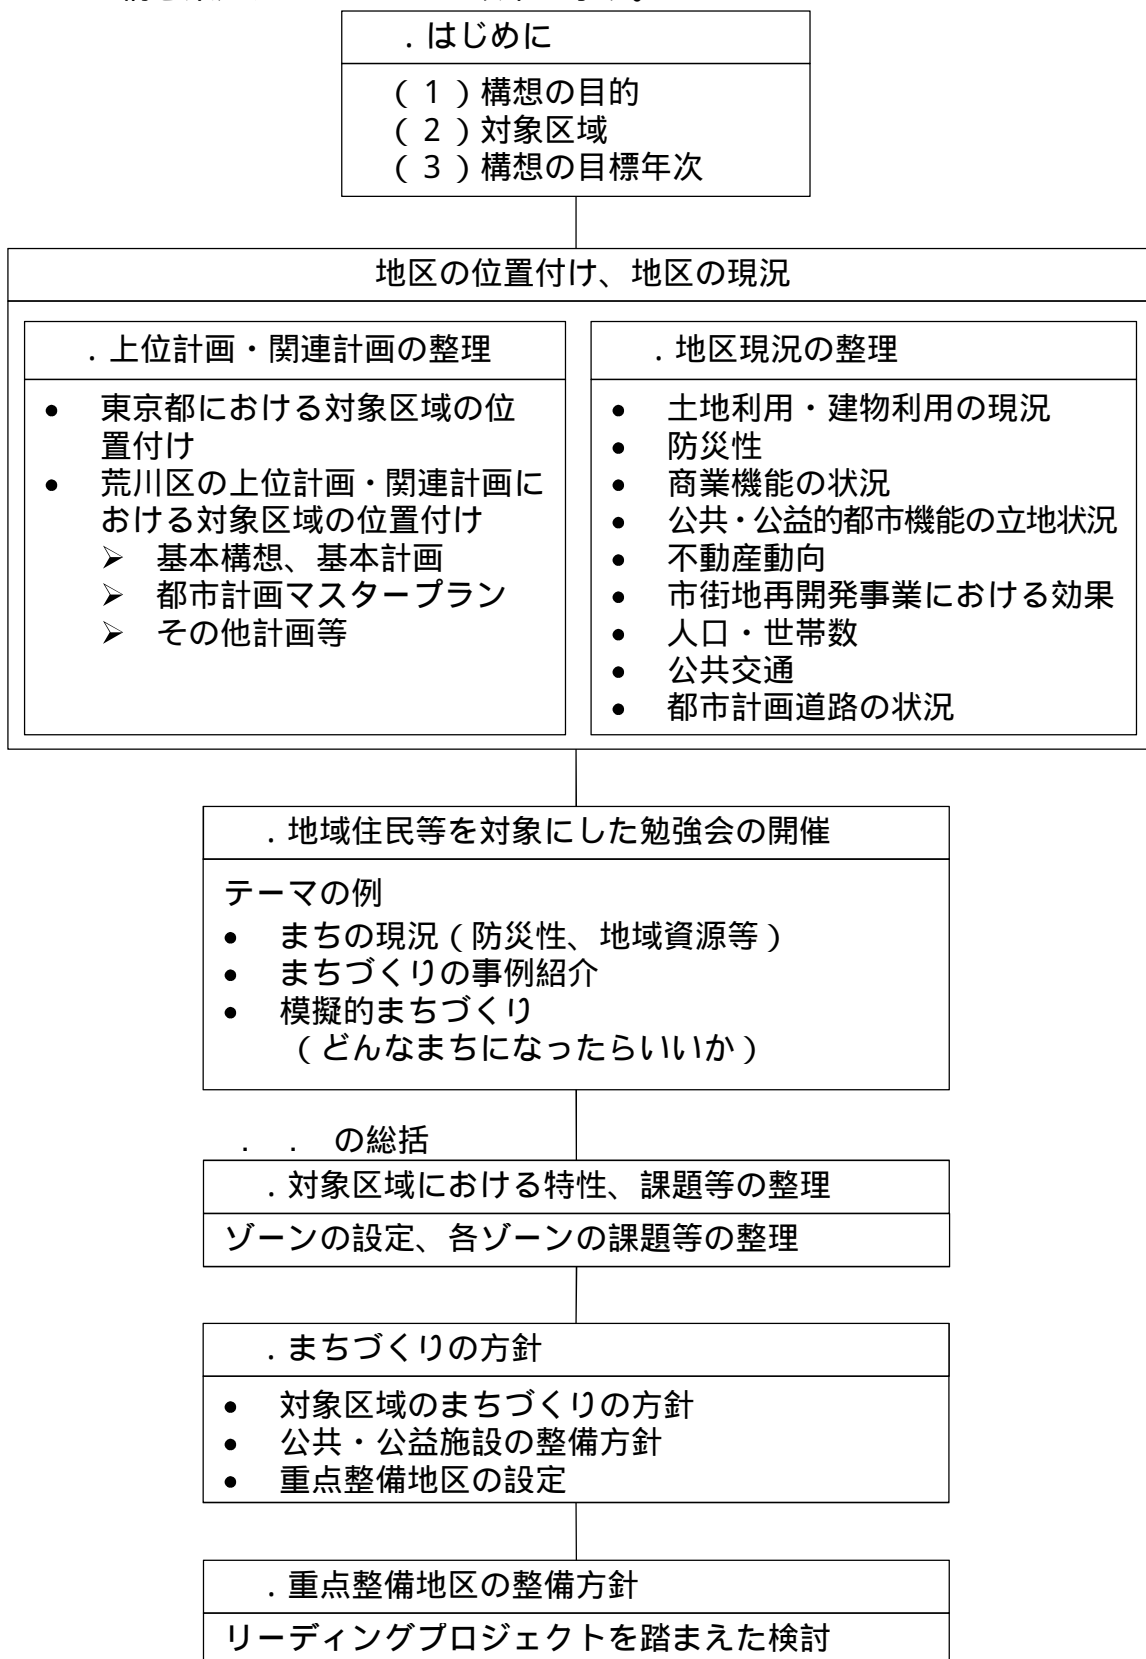 ．はじめに
（１）構想の目的
（２）対象区域
（３）構想の目標年次
地区の位置付け、地区の現況
．上位計画・関連計画の整理
● 東京都における対象区域の位
置付け
● 荒川区の上位計画・関連計画に
おける対象区域の位置付け
➢ 基本構想、基本計画
➢ 都市計画マスタープラン
➢ その他計画等
．地区現況の整理
● 土地利用・建物利用の現況
● 防災性
● 商業機能の状況
● 公共・公益的都市機能の立地状況
● 不動産動向
● 市街地再開発事業における効果
● 人口・世帯数
● 公共交通
● 都市計画道路の状況
．地域住民等を対象にした勉強会の開催
テーマの例
● まちの現況（防災性、地域資源等）
● まちづくりの事例紹介
● 模擬的まちづくり
（どんなまちになったらいいか）
．．の総括
．対象区域における特性、課題等の整理
ゾーンの設定、各ゾーンの課題等の整理
．まちづくりの方針
● 対象区域のまちづくりの方針
● 公共・公益施設の整備方針
● 重点整備地区の設定
．重点整備地区の整備方針
リーディングプロジェクトを踏まえた検討